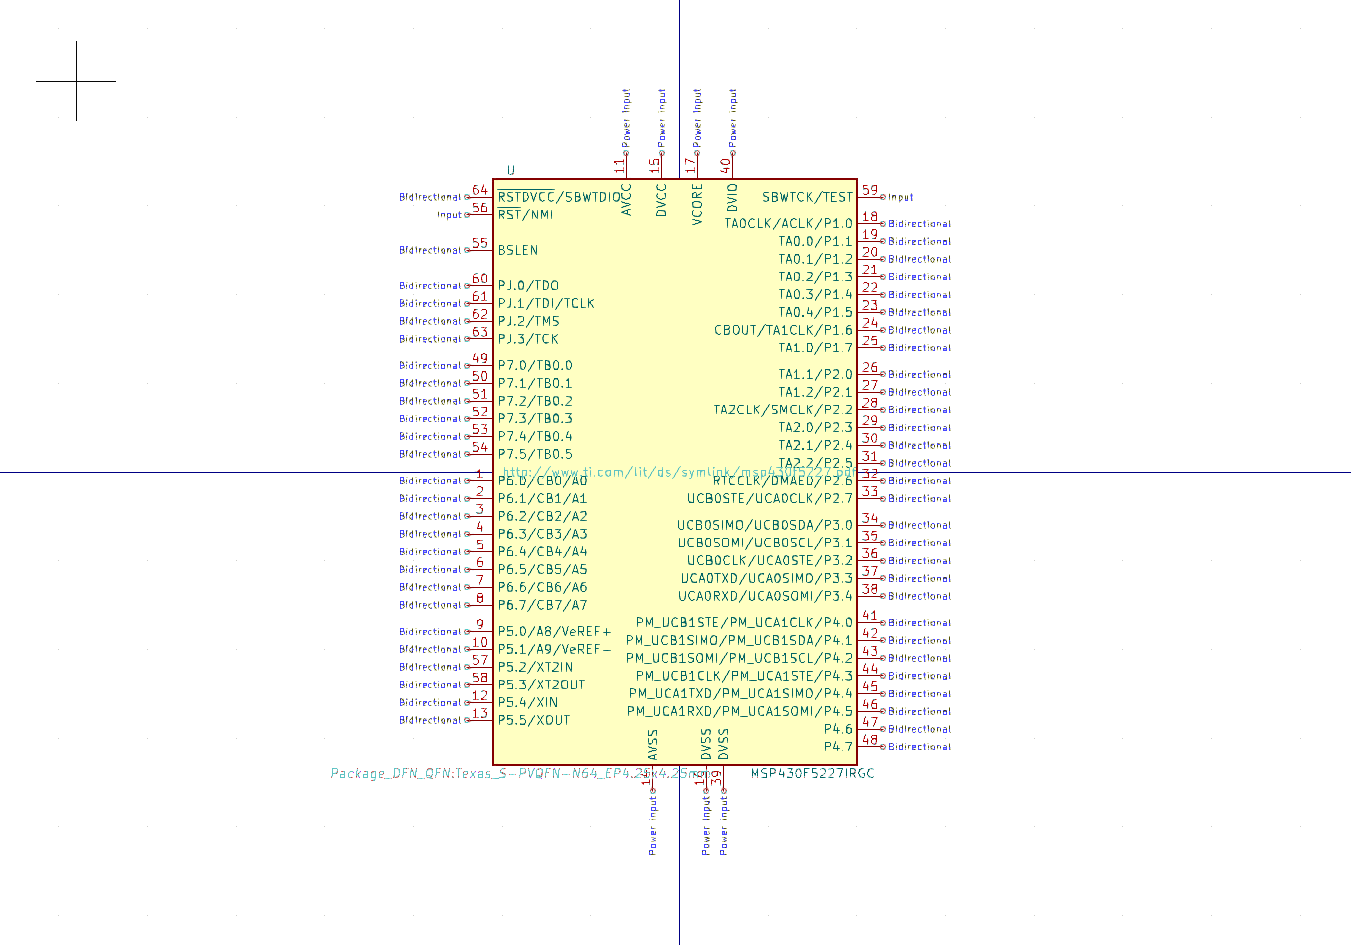 Power Input Power Input Power Input Power Input
11 15 17 40
U
AVCC DVCC VCORE DVIO
Bidirectional 64 RSTDVCC/SBWTDIO SBWTCK/TEST 59 Input
Input 56 RST/NMI
TA0CLK/ACLK/P1.0 18 Bidirectional
TA0.0/P1.1 19 Bidirectional
Bidirectional 55 BSLEN
TA0.1/P1.2 20 Bidirectional
TA0.2/P1.3 21 Bidirectional
Bidirectional 60 PJ.0/TDO
TA0.3/P1.4 22 Bidirectional
Bidirectional 61 PJ.1/TDI/TCLK
TA0.4/P1.5 23 Bidirectional
Bidirectional 62 PJ.2/TMS
CBOUT/TA1CLK/P1.6 24 Bidirectional
Bidirectional 63 PJ.3/TCK
TA1.0/P1.7 25 Bidirectional
Bidirectional 49 P7.0/TB0.0
TA1.1/P2.0 26 Bidirectional
Bidirectional 50 P7.1/TB0.1
TA1.2/P2.1 27 Bidirectional
Bidirectional 51 P7.2/TB0.2
TA2CLK/SMCLK/P2.2 28 Bidirectional
Bidirectional 52 P7.3/TB0.3
TA2.0/P2.3 29 Bidirectional
Bidirectional 53 P7.4/TB0.4
TA2.1/P2.4 30 Bidirectional
Bidirectional 54 P7.5/TB0.5
TA2.2/P2.5 31 Bidirectional
http://www.ti.com/lit/ds/symlink/msp430f5227.pdf
Bidirectional 1 P6.0/CB0/A0 RTCCLK/DMAE0/P2.6 32 Bidirectional
Bidirectional 2 P6.1/CB1/A1 UCB0STE/UCA0CLK/P2.7 33 Bidirectional
Bidirectional 3 P6.2/CB2/A2
UCB0SIMO/UCB0SDA/P3.0 34 Bidirectional
Bidirectional 4 P6.3/CB3/A3
UCB0SOMI/UCB0SCL/P3.1 35 Bidirectional
Bidirectional 5 P6.4/CB4/A4
UCB0CLK/UCA0STE/P3.2 36 Bidirectional
Bidirectional 6 P6.5/CB5/A5
UCA0TXD/UCA0SIMO/P3.3 37 Bidirectional
Bidirectional 7 P6.6/CB6/A6
UCA0RXD/UCA0SOMI/P3.4 38 Bidirectional
Bidirectional 8 P6.7/CB7/A7
PM_UCB1STE/PM_UCA1CLK/P4.0 41 Bidirectional
Bidirectional 9 P5.0/A8/VeREF+
PM_UCB1SIMO/PM_UCB1SDA/P4.1 42 Bidirectional
Bidirectional 10 P5.1/A9/VeREF-
PM_UCB1SOMI/PM_UCB1SCL/P4.2 43 Bidirectional
Bidirectional 57 P5.2/XT2IN
PM_UCB1CLK/PM_UCA1STE/P4.3 44 Bidirectional
Bidirectional 58 P5.3/XT2OUT
PM_UCA1TXD/PM_UCA1SIMO/P4.4 45 Bidirectional
Bidirectional 12 P5.4/XIN
PM_UCA1RXD/PM_UCA1SOMI/P4.5 46 Bidirectional
Bidirectional 13 P5.5/XOUT
P4.6 47 Bidirectional
P4.7 48 Bidirectional
AVSS DVSS DVSS
Package_DFN_QFN:Texas_S-PVQFN-N64_EP4.25x4.25mm MSP430F5227IRGC
14 16 39
Power Input Power Input Power Input